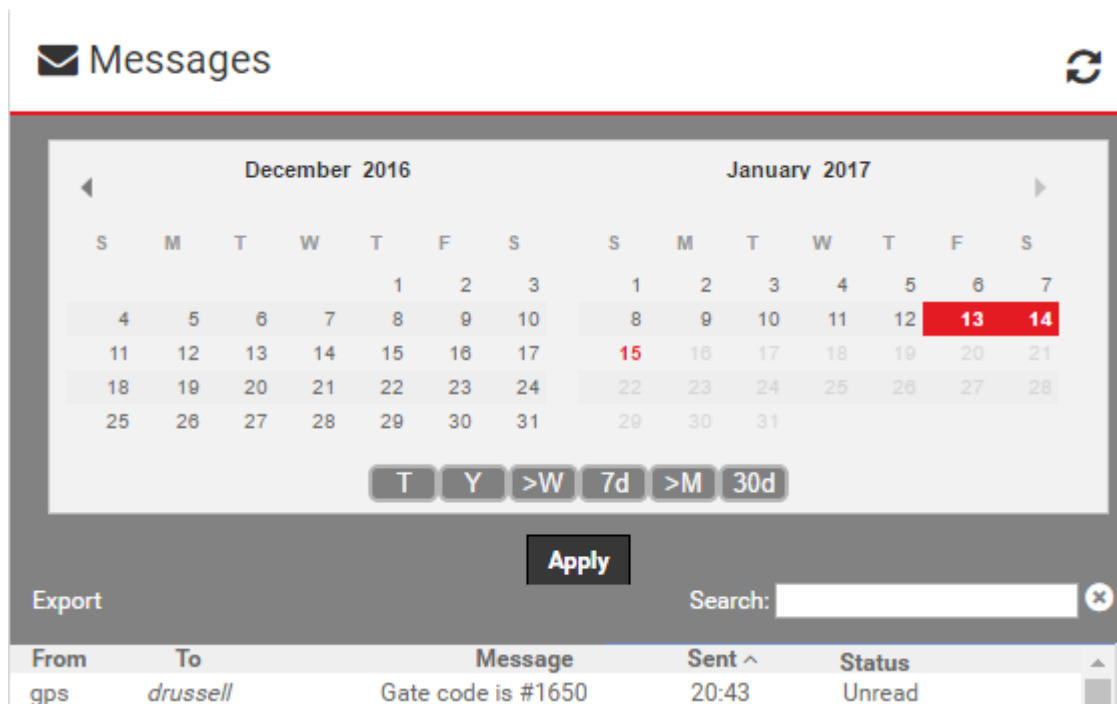 Messages
December 2016 January 2017
S M T W T F S S M T W T F S
1 2 3 1 2 3 4 5 6 7
4 5 6 7 8 9 10 8 9 10 11 12 13 14
11 12 13 14 15 16 17 15 16 17 18 19 20 21
18 19 20 21 22 23 24 22 23 24 25 26 27 28
25 26 27 28 29 30 31 29 30 31
T Y >W 7d >M 30d
Apply
Export Search:
From To Message Sent Status
gps drussell Gate code is #1650 20:43 Unread